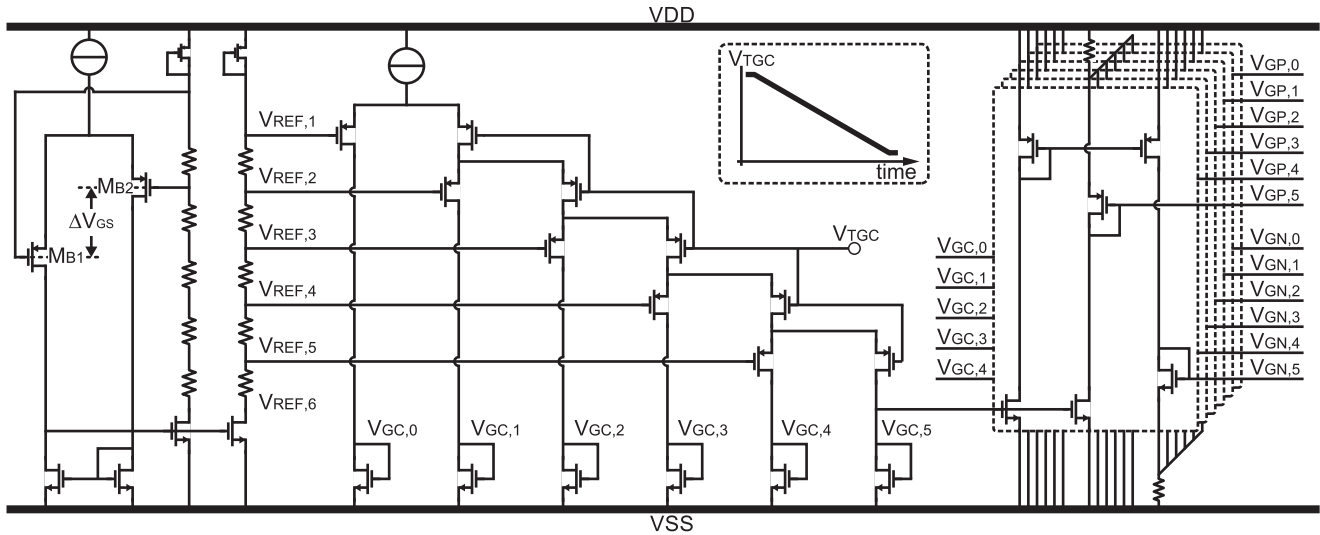 VDD
VREF,1
VREF,2
VREF,3
VREF,4
VREF,5
VREF,6
MB2
ΔVGS
MB1
VTGC
time
VTGC
VGC,0
VGC,1
VGC,2
VGC,3
VGC,4
VGC,5
VGC,0
VGC,1
VGC,2
VGC,3
VGC,4
VGP,0
VGP,1
VGP,2
VGP,3
VGP,4
VGP,5
VGN,0
VGN,1
VGN,2
VGN,3
VGN,4
VGN,5
VSS